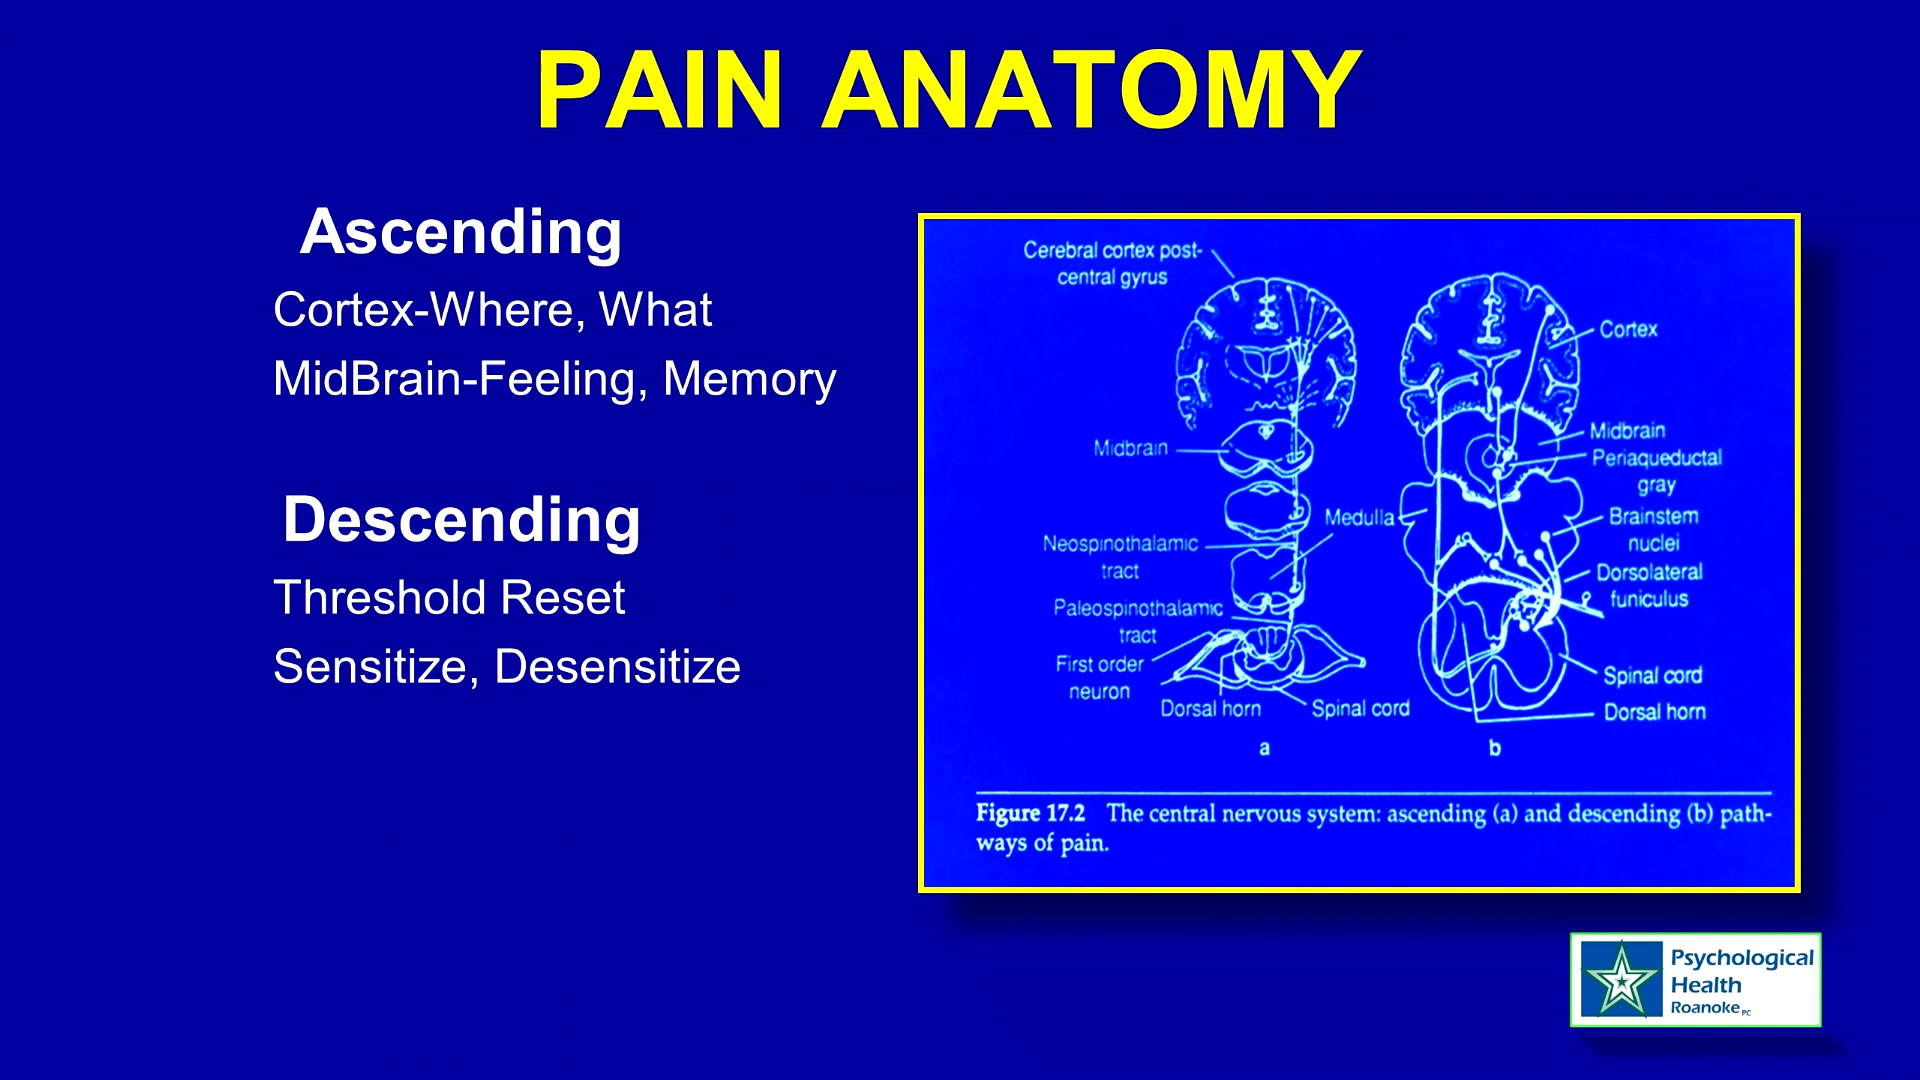 PAIN ANATOMY
Ascending
Cortex-Where, What
MidBrain-Feeling, Memory
Descending
Threshold Reset
Sensitize, Desensitize
Cerebral cortex post-
central gyrus
Midbrain
Neospinothalamic
tract
Paleospinothalamic
tract
First order
neuron
Dorsal horn
Spinal cord
Medulla
a
Cortex
Midbrain
Periaqueductal
gray
Brainstem
nuclei
Dorsolateral
funiculus
Spinal cord
Dorsal horn
b
Figure 17.2 The central nervous system: ascending (a) and descending (b) path-
ways of pain.
Psychological
Health
Roanoke PC